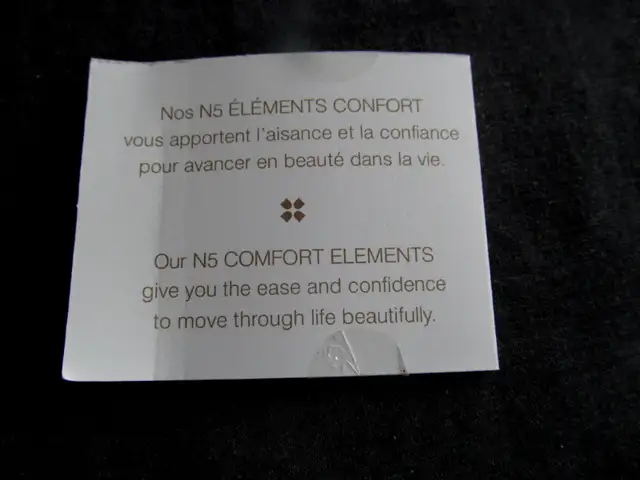 Nos N5 ÉLÉMENTS CONFORT
vous apportent l'aisance et la confiance
pour avancer en beauté dans la vie.
Our N5 COMFORT ELEMENTS
give you the ease and confidence
to move through life beautifully.